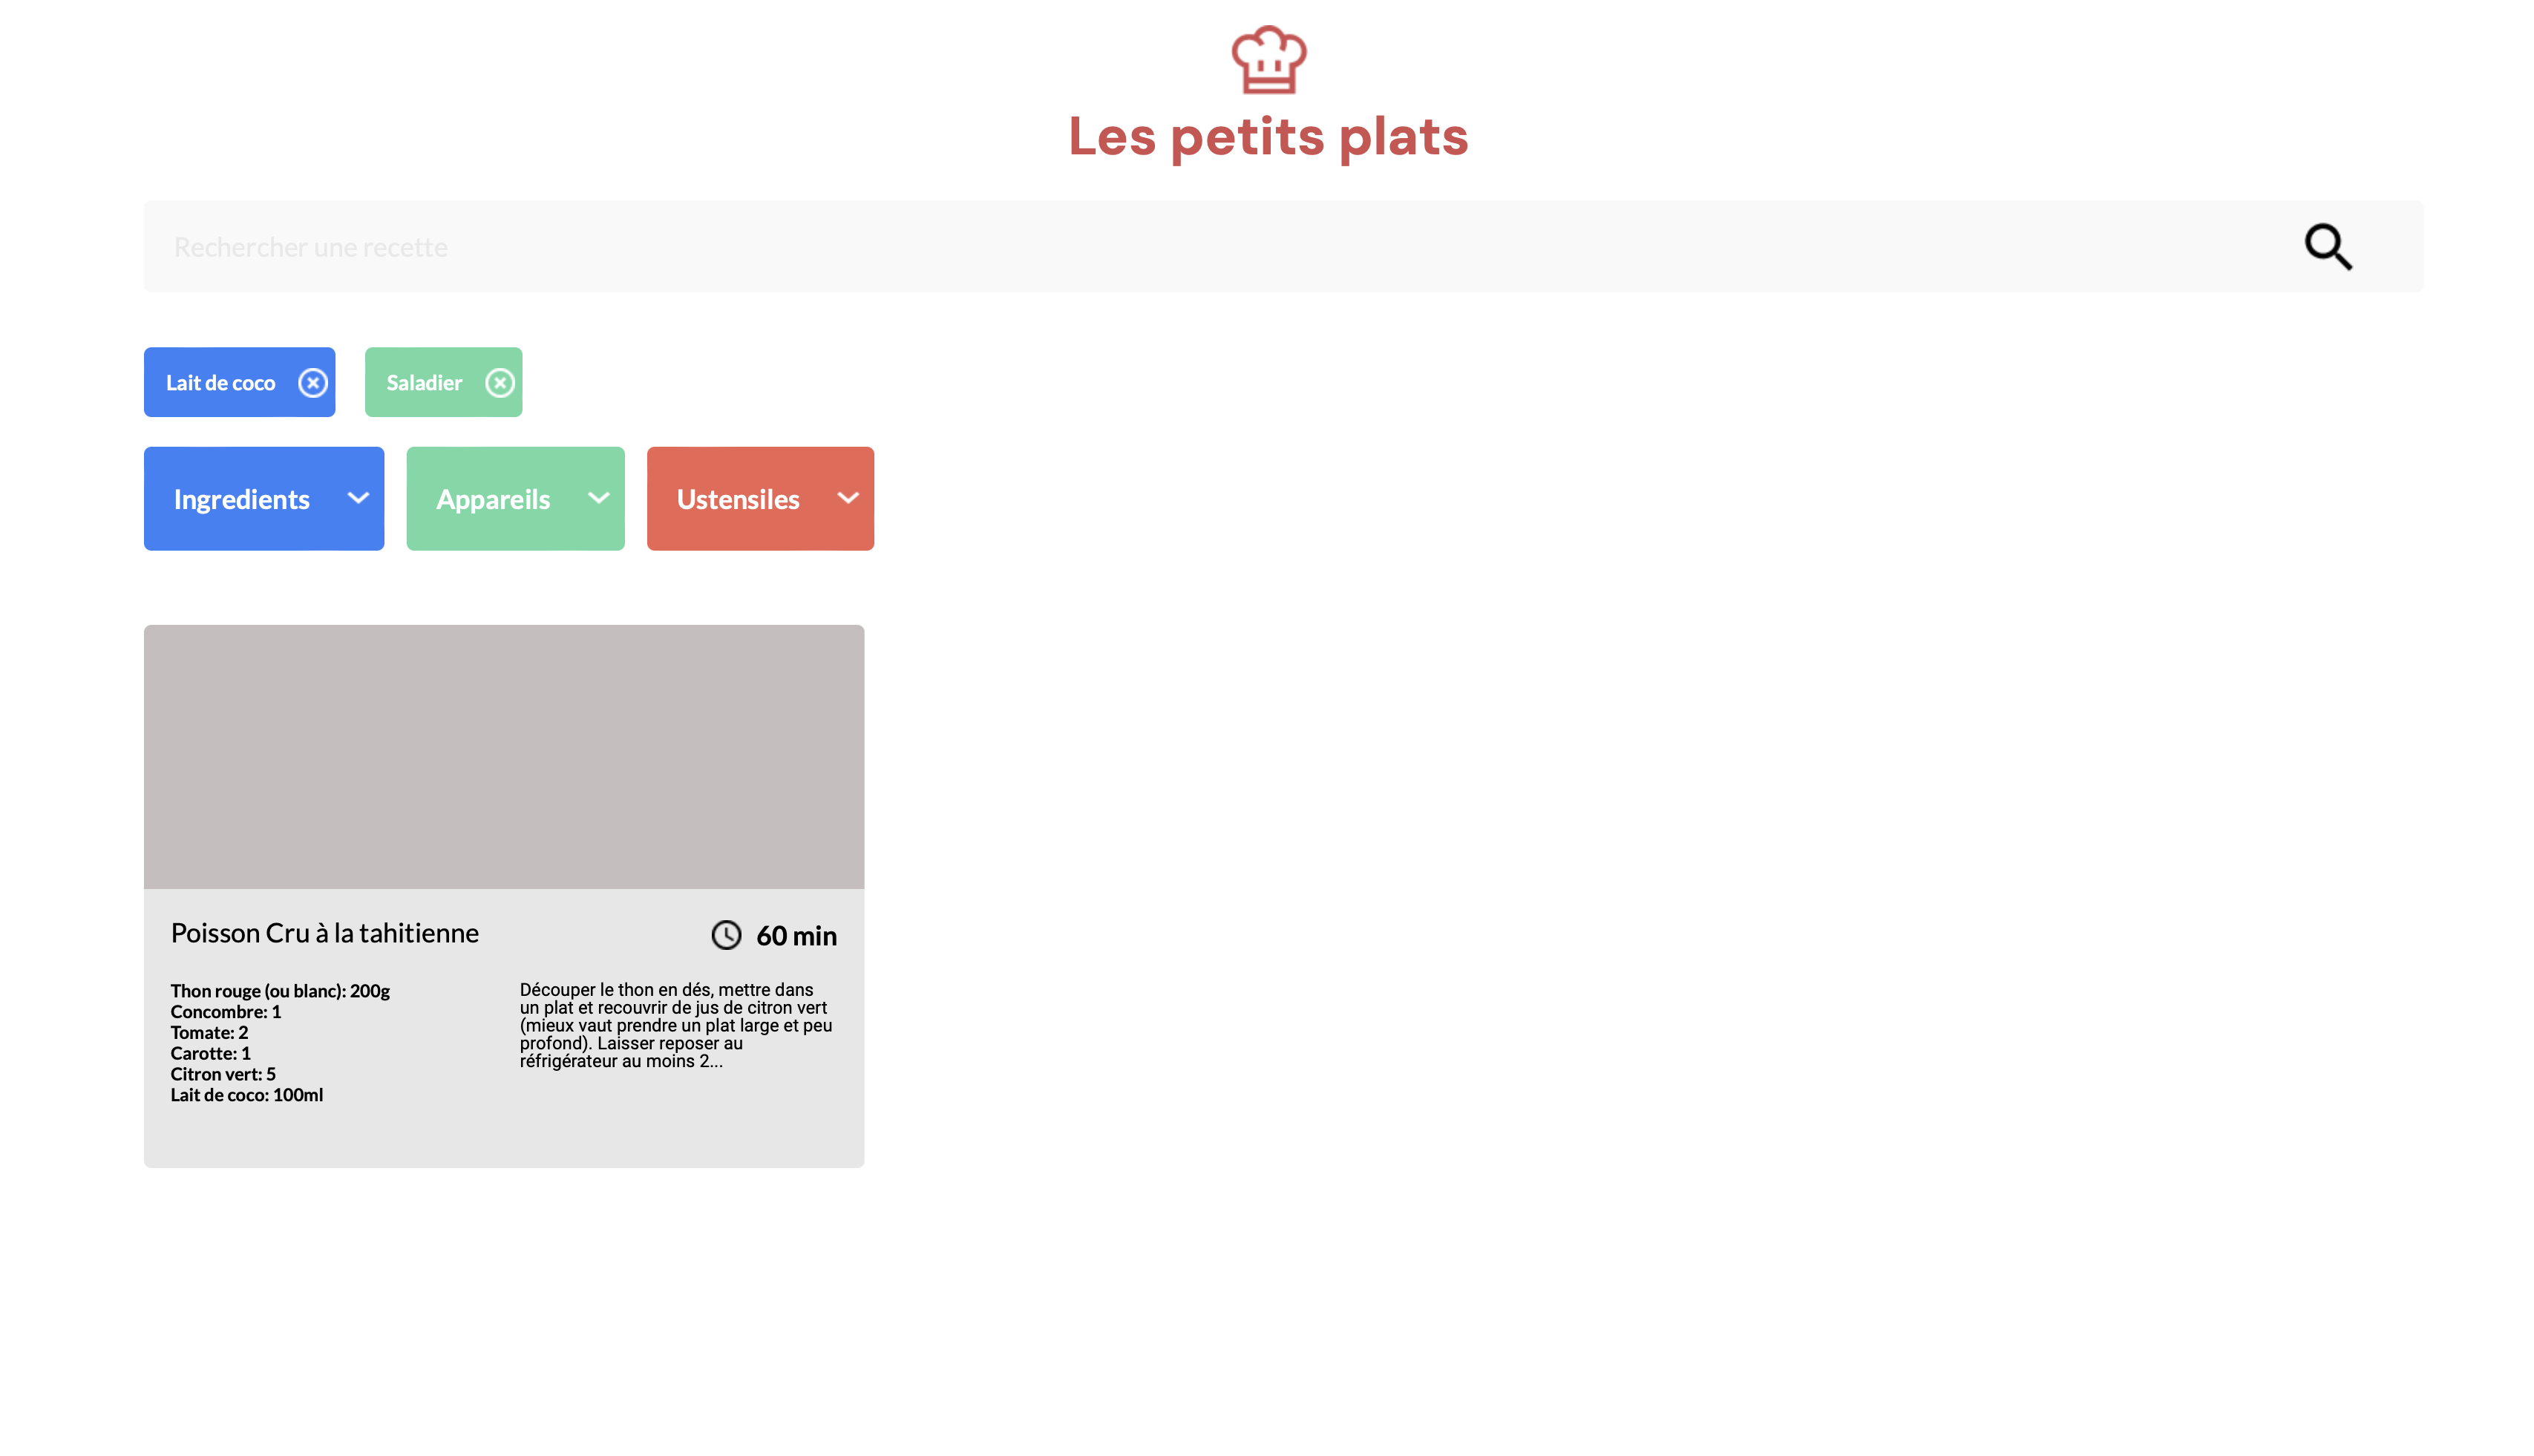 Les petits plats
Rechercher une recette
Lait de coco
Saladier
Ingredients
Appareils
Ustensiles
Poisson Cru à la tahitienne
60 min
Thon rouge (ou blanc): 200g
Concombre: 1
Tomate: 2
Carotte: 1
Citron vert: 5
Lait de coco: 100ml
Découper le thon en dés, mettre dans
un plat et recouvrir de jus de citron vert
(mieux vaut prendre un plat large et peu
profond). Laisser reposer au
réfrigérateur au moins 2...